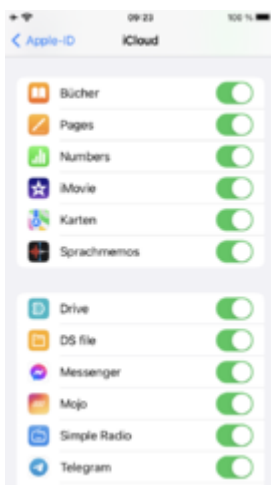 09:23 100 %
Apple-ID iCloud
Bücher
Pages
Numbers
iMovie
Karten
Sprachmemos
Drive
DS file
Messenger
Mojo
Simple Radio
Telegram